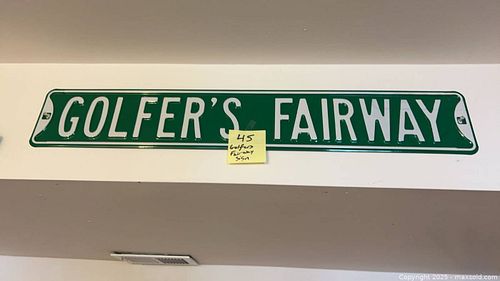 GOLFER'S FAIRWAY
45
Golfers
Fairway
Sign
Copyright 2025 - maxsold.com